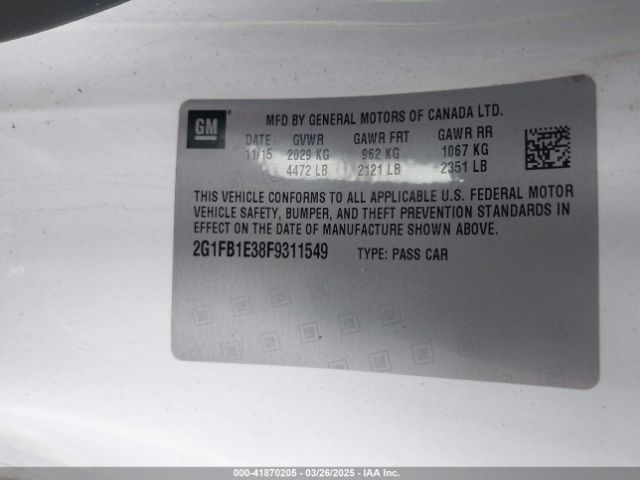 GM
MFD BY GENERAL MOTORS OF CANADA LTD.
DATE GVWR GAWR FRT GAWR RR
11/15 2029 KG 962 KG 1067 KG
4472 LB 2121 LB 2351 LB
THIS VEHICLE CONFORMS TO ALL APPLICABLE U.S. FEDERAL MOTOR
VEHICLE SAFETY, BUMPER, AND THEFT PREVENTION STANDARDS IN
EFFECT ON THE DATE OF MANUFACTURE SHOWN ABOVE.
2G1FB1E38F9311549 TYPE: PASS CAR
000-41870205 - 03/26/2025 - IAA Inc.